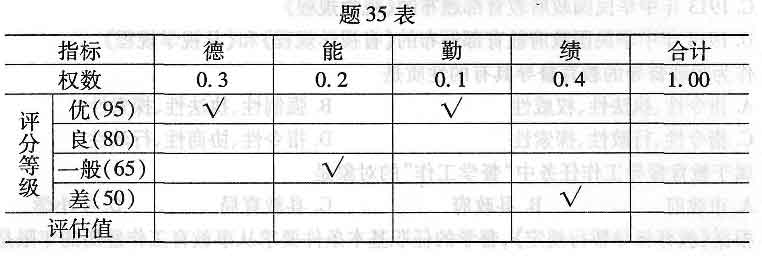 题35表
指标 德 能 勤 绩 合计
权数 0.3 0.2 0.1 0.4 1.00
评分等级
优(95) √ √
良(80)
一般(65) √
差(50) √
评估值